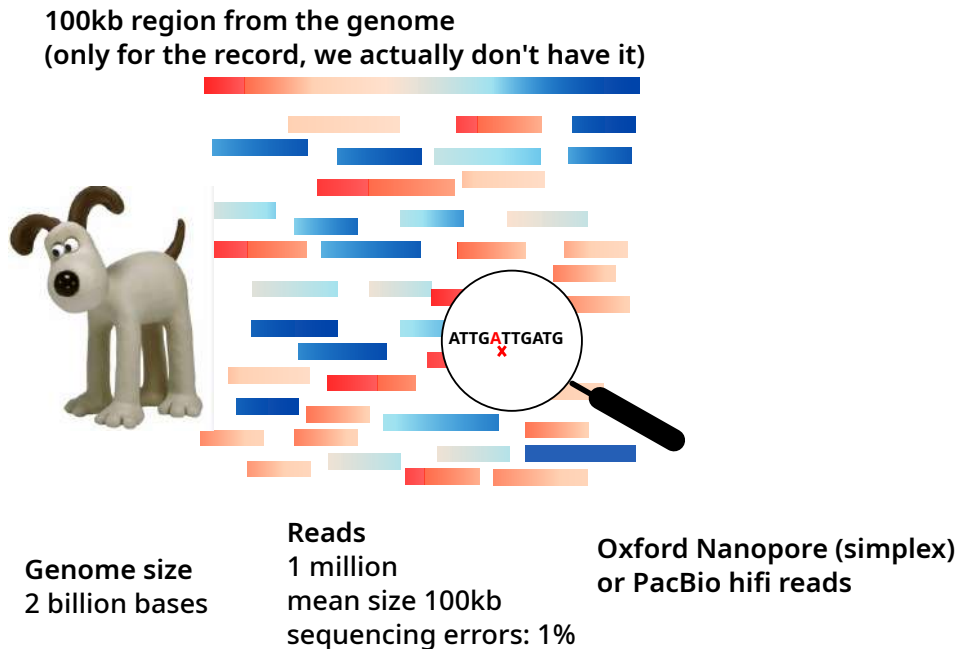 100kb region from the genome
(only for the record, we actually don't have it)
ATTGATTGATG
x
Genome size
2 billion bases
Reads
1 million
mean size 100kb
sequencing errors: 1%
Oxford Nanopore (simplex)
or PacBio hifi reads